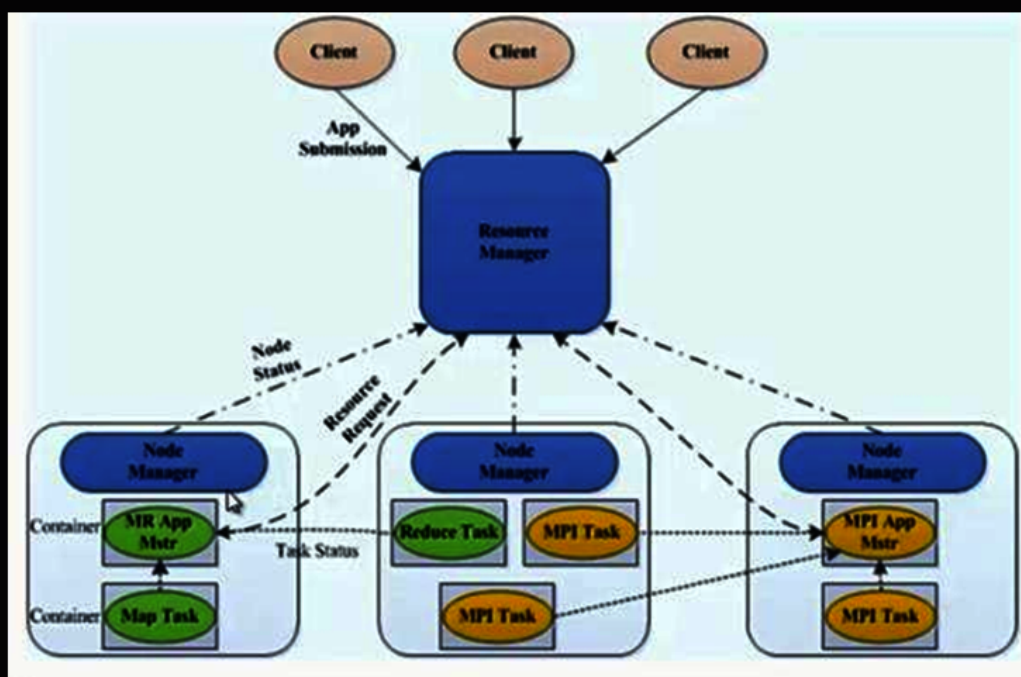 Client
Client
Client
App
Submission
Resource
Manager
Node
Status
Resource
Request
Node
Manager
Node
Manager
Node
Manager
Container
MR App
Mstr
Task Status
Reduce Task
MPI Task
MPI App
Mstr
Container
Map Task
MPI Task
MPI Task